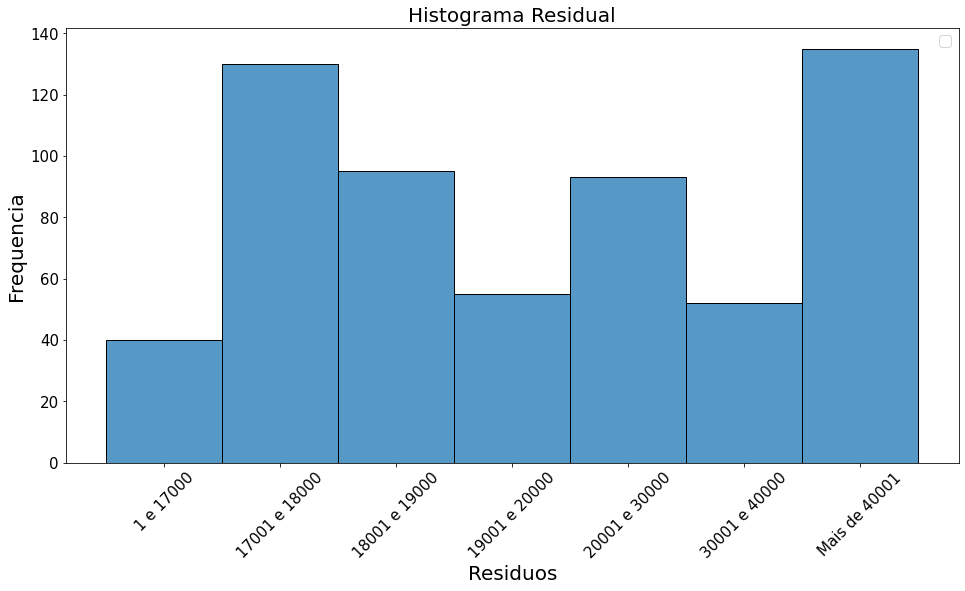 Histograma Residual
140
120
100
80
60
40
20
0
Frequencia
1 e 17000
17001 e 18000
18001 e 19000
19001 e 20000
20001 e 30000
30001 e 40000
Mais de 40001
Residuos